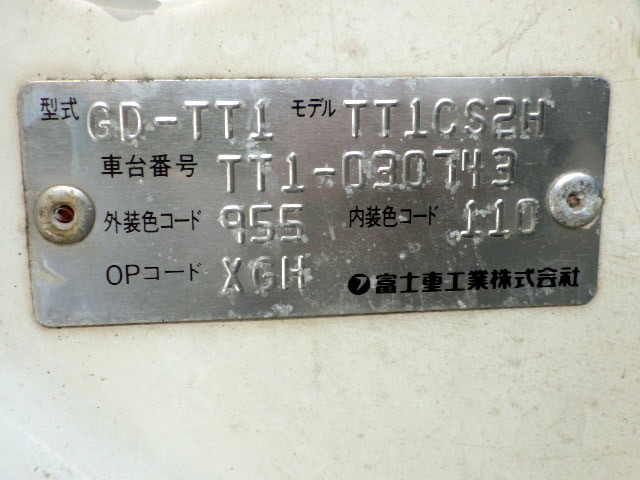 型式 GD-TT1 モデル TT1CS2H
車台番号 TT1-030743
外装色コード 955 内装色コード 110
OPコード XGH 富士重工業株式会社